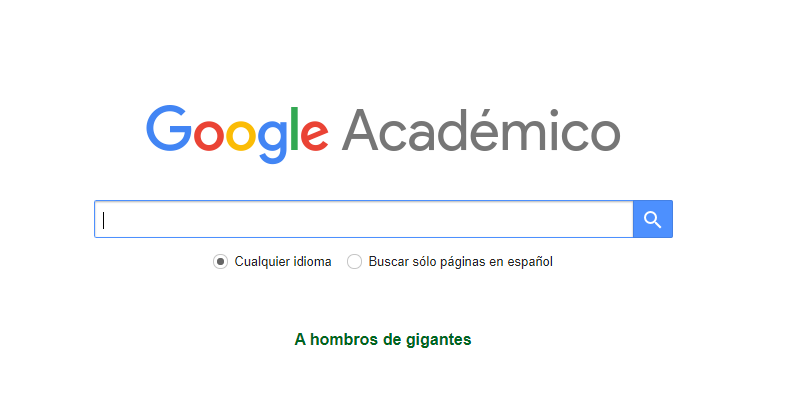 Google Académico
Cualquier idioma Buscar sólo páginas en español
A hombros de gigantes